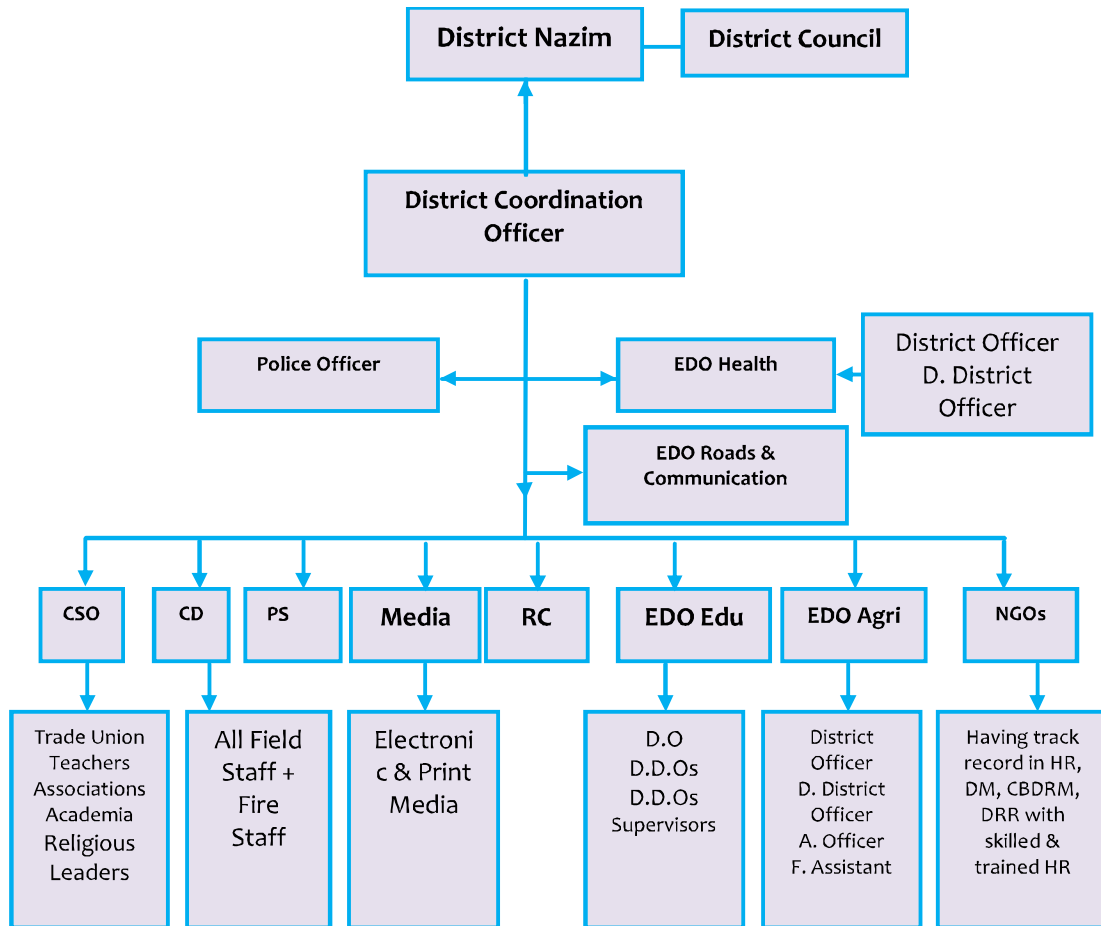 District Nazim
District Council
District Coordination
Officer
Police Officer
EDO Health
District Officer
D. District
Officer
EDO Roads &
Communication
CSO
CD
PS
Media
RC
EDO Edu
EDO Agri
NGOs
Trade Union
Teachers
Associations
Academia
Religious
Leaders
All Field
Staff +
Fire
Staff
Electroni
c & Print
Media
D.O
D.D.Os
D.D.Os
Supervisors
District
Officer
D. District
Officer
A. Officer
F. Assistant
Having track
record in HR,
DM, CBDRM,
DRR with
skilled &
trained HR